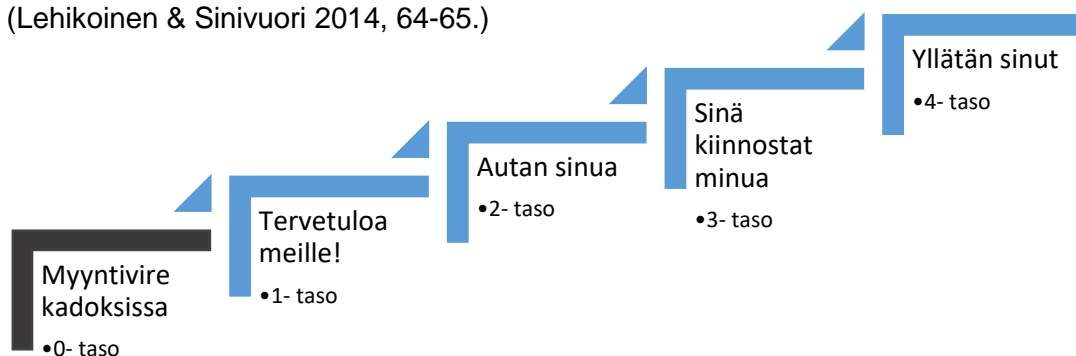 (Lehikoinen & Sinivuori 2014, 64-65.)
Myyntivire
kadoksissa
•0- taso
Tervetuloa
meille!
•1- taso
Autan sinua
•2- taso
Sinä
kiinnostat
minua
•3- taso
Yllätän sinut
•4- taso